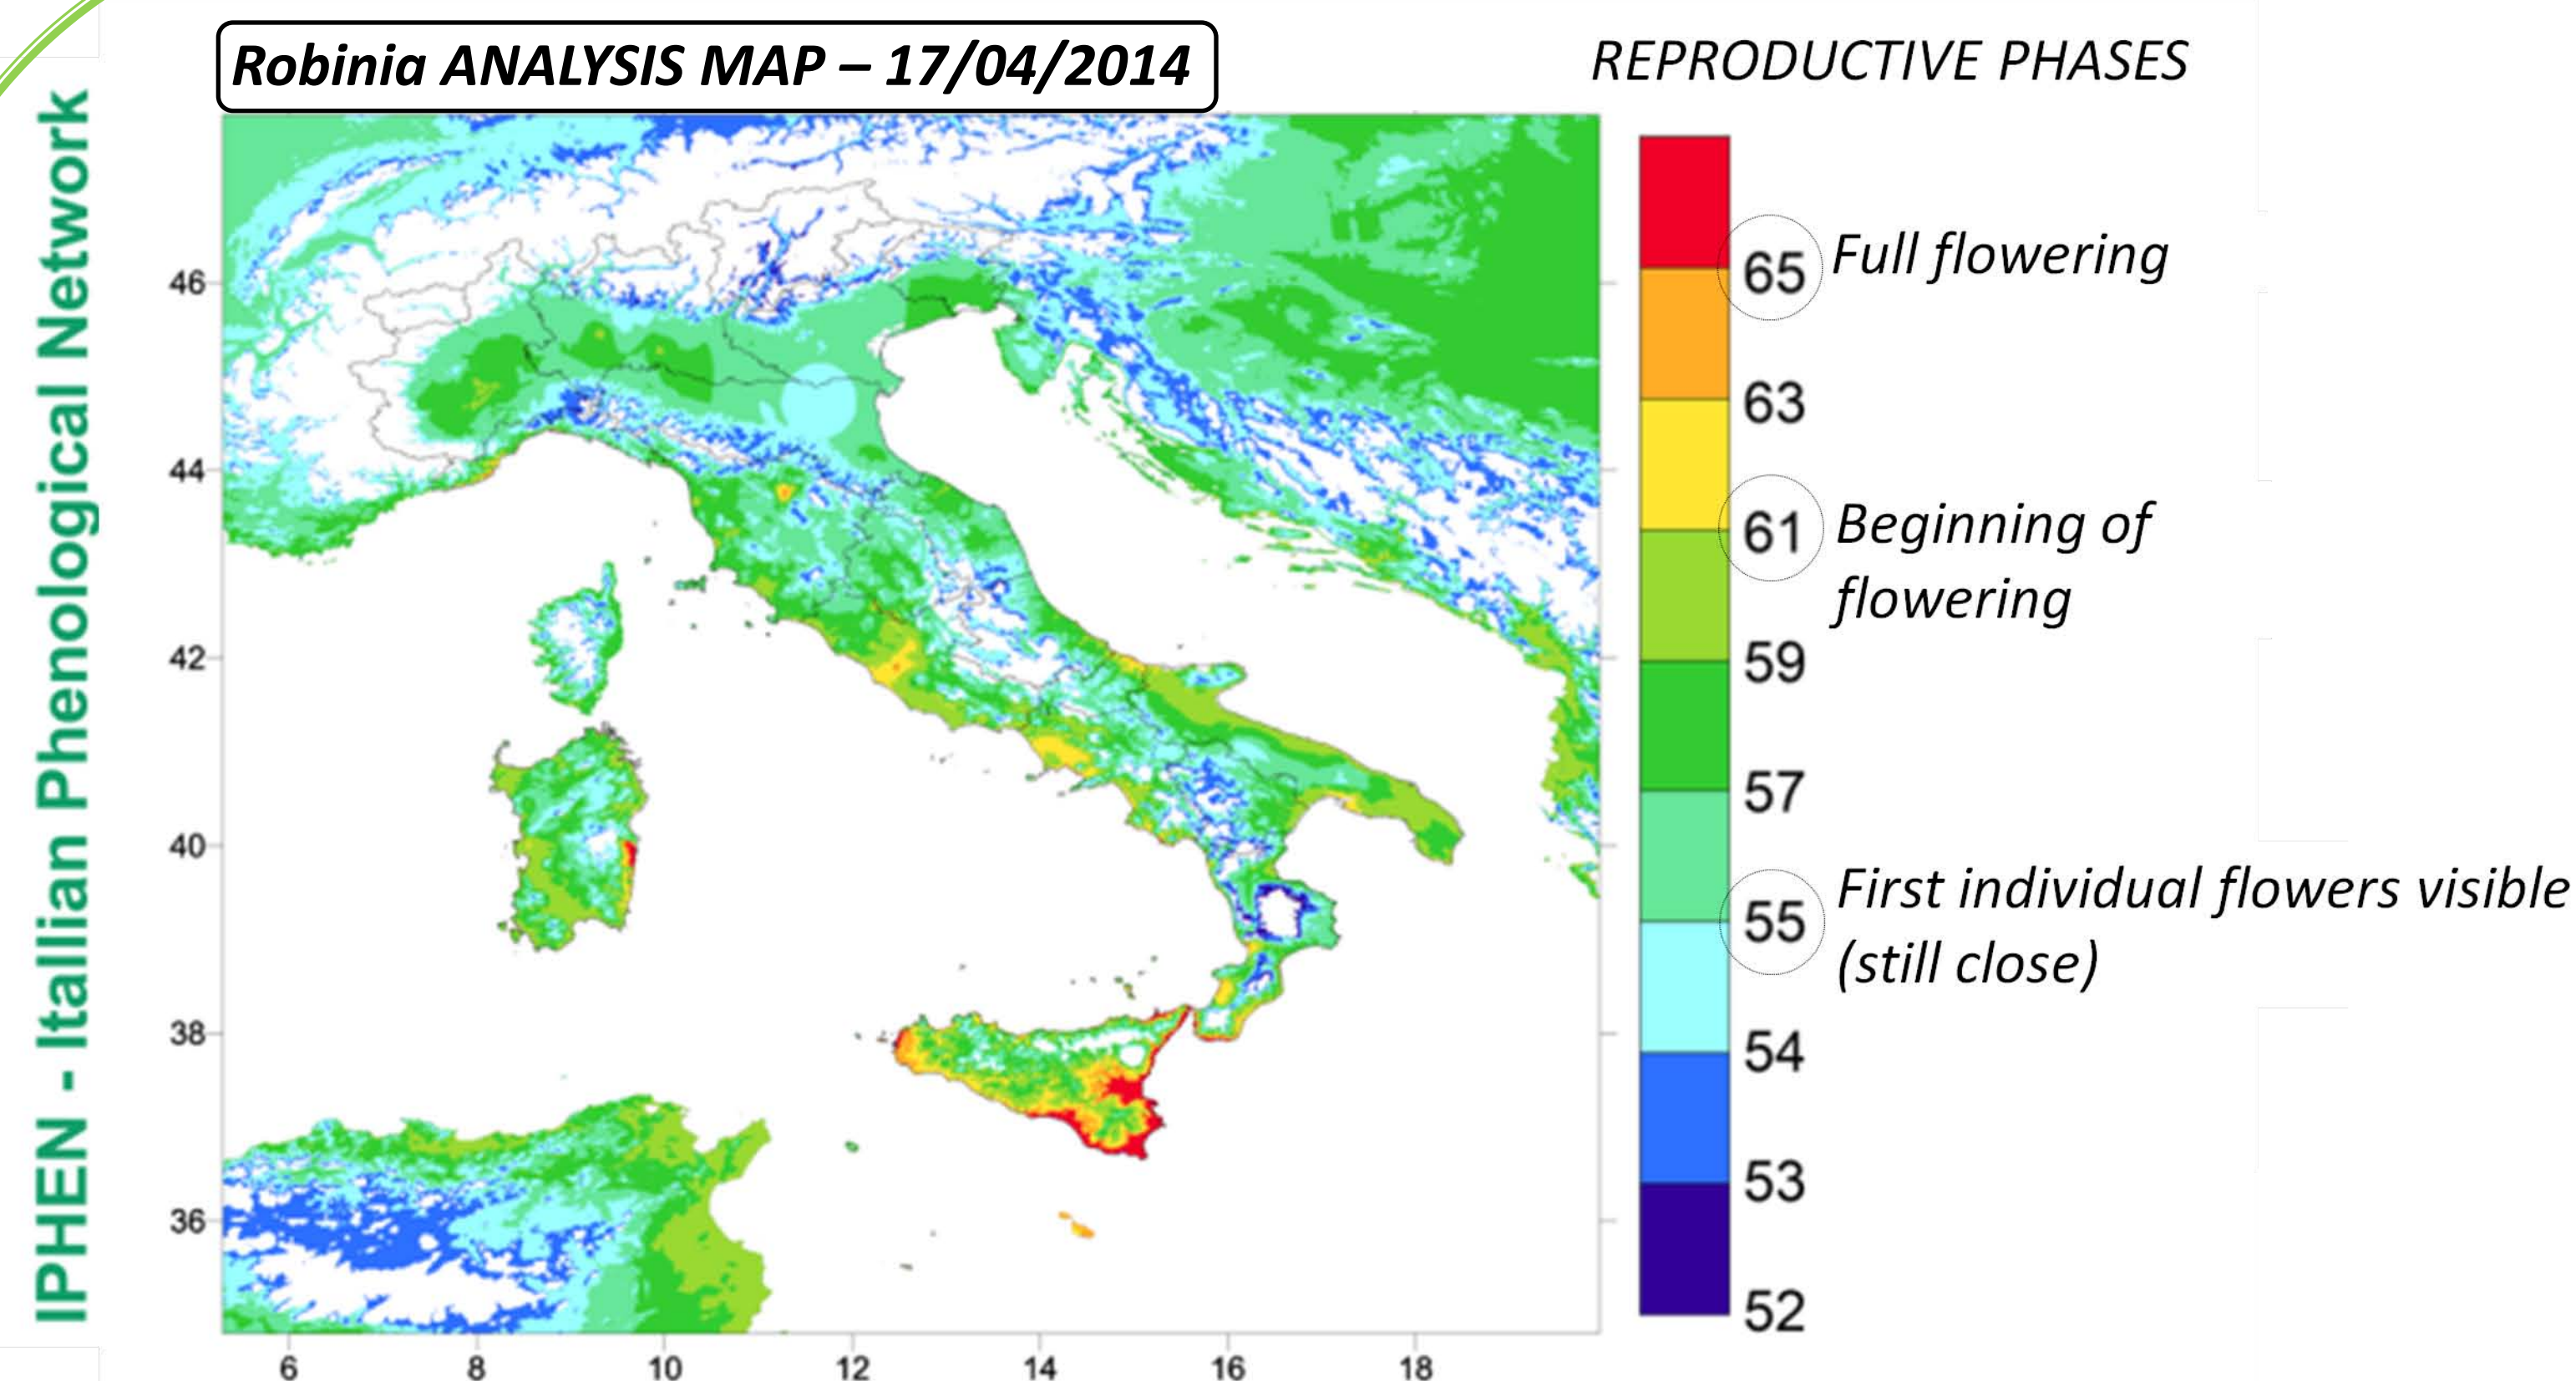 Robinia ANALYSIS MAP – 17/04/2014
REPRODUCTIVE PHASES
IPHEN - Itallian Phenological Network
46
44
42
40
38
36
6 8 10 12 14 16 18
65 Full flowering
63
61 Beginning of
flowering
59
57
55 First individual flowers visible
(still close)
54
53
52